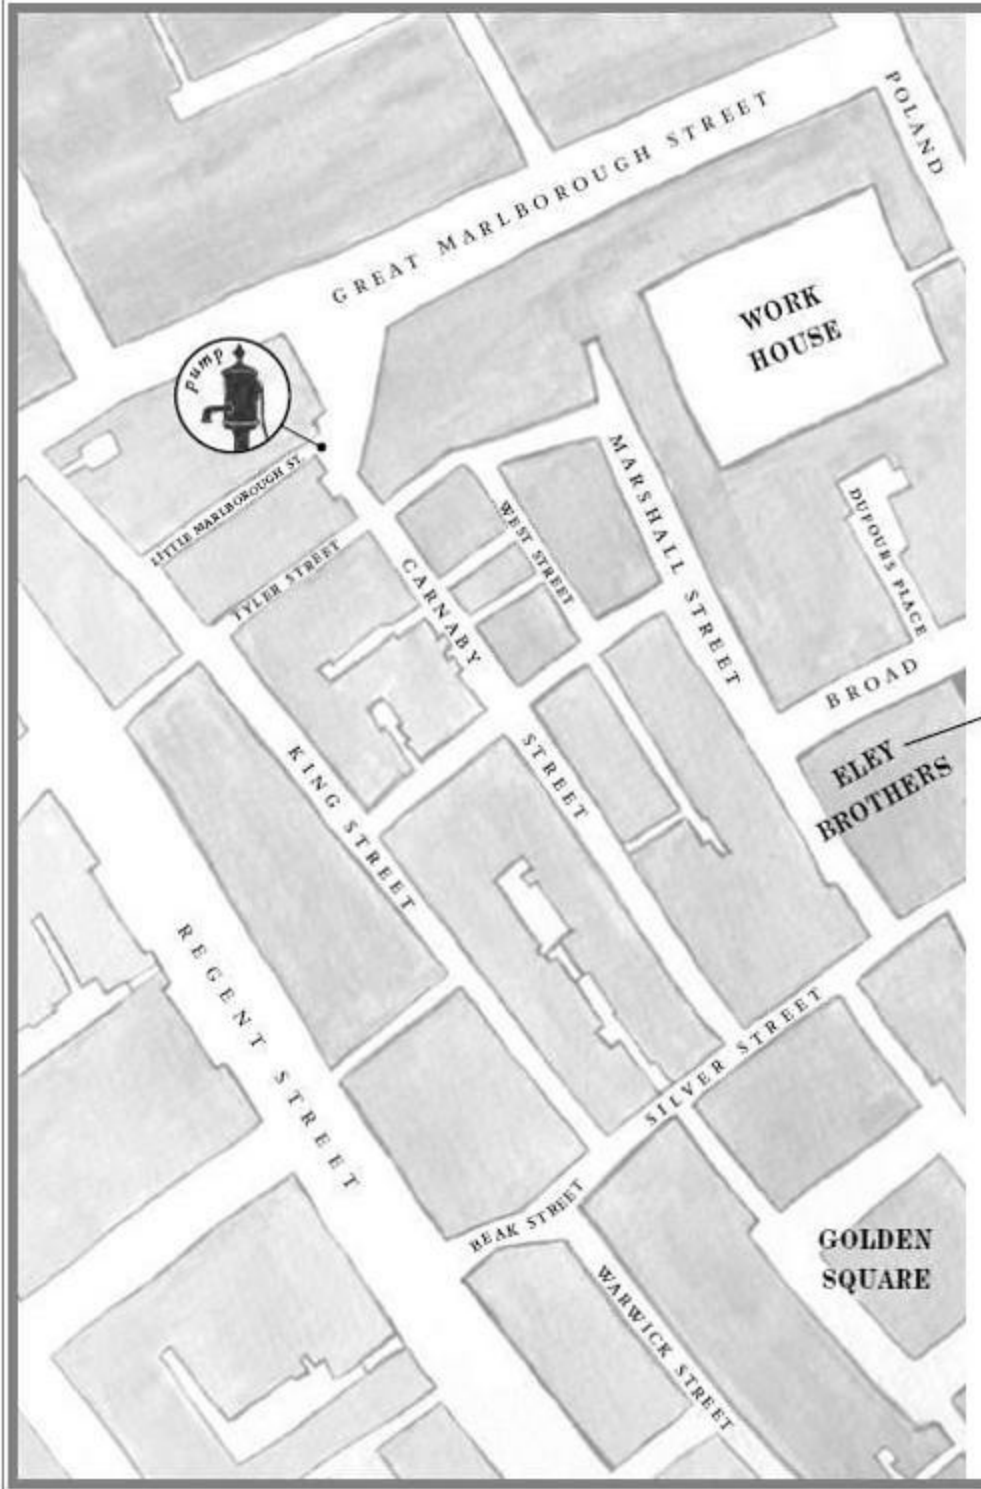 POLAND
GREAT MARLBOROUGH STREET
WORK
HOUSE
pump
LITTLE MARLBOROUGH ST.
TYLER STREET
WEST STREET
MARSHALL STREET
DUFOURS PLACE
CARNABY
STREET
BROAD
ELEY
BROTHERS
KING STREET
REGENT STREET
SILVER STREET
BEAK STREET
WARWICK STREET
GOLDEN
SQUARE